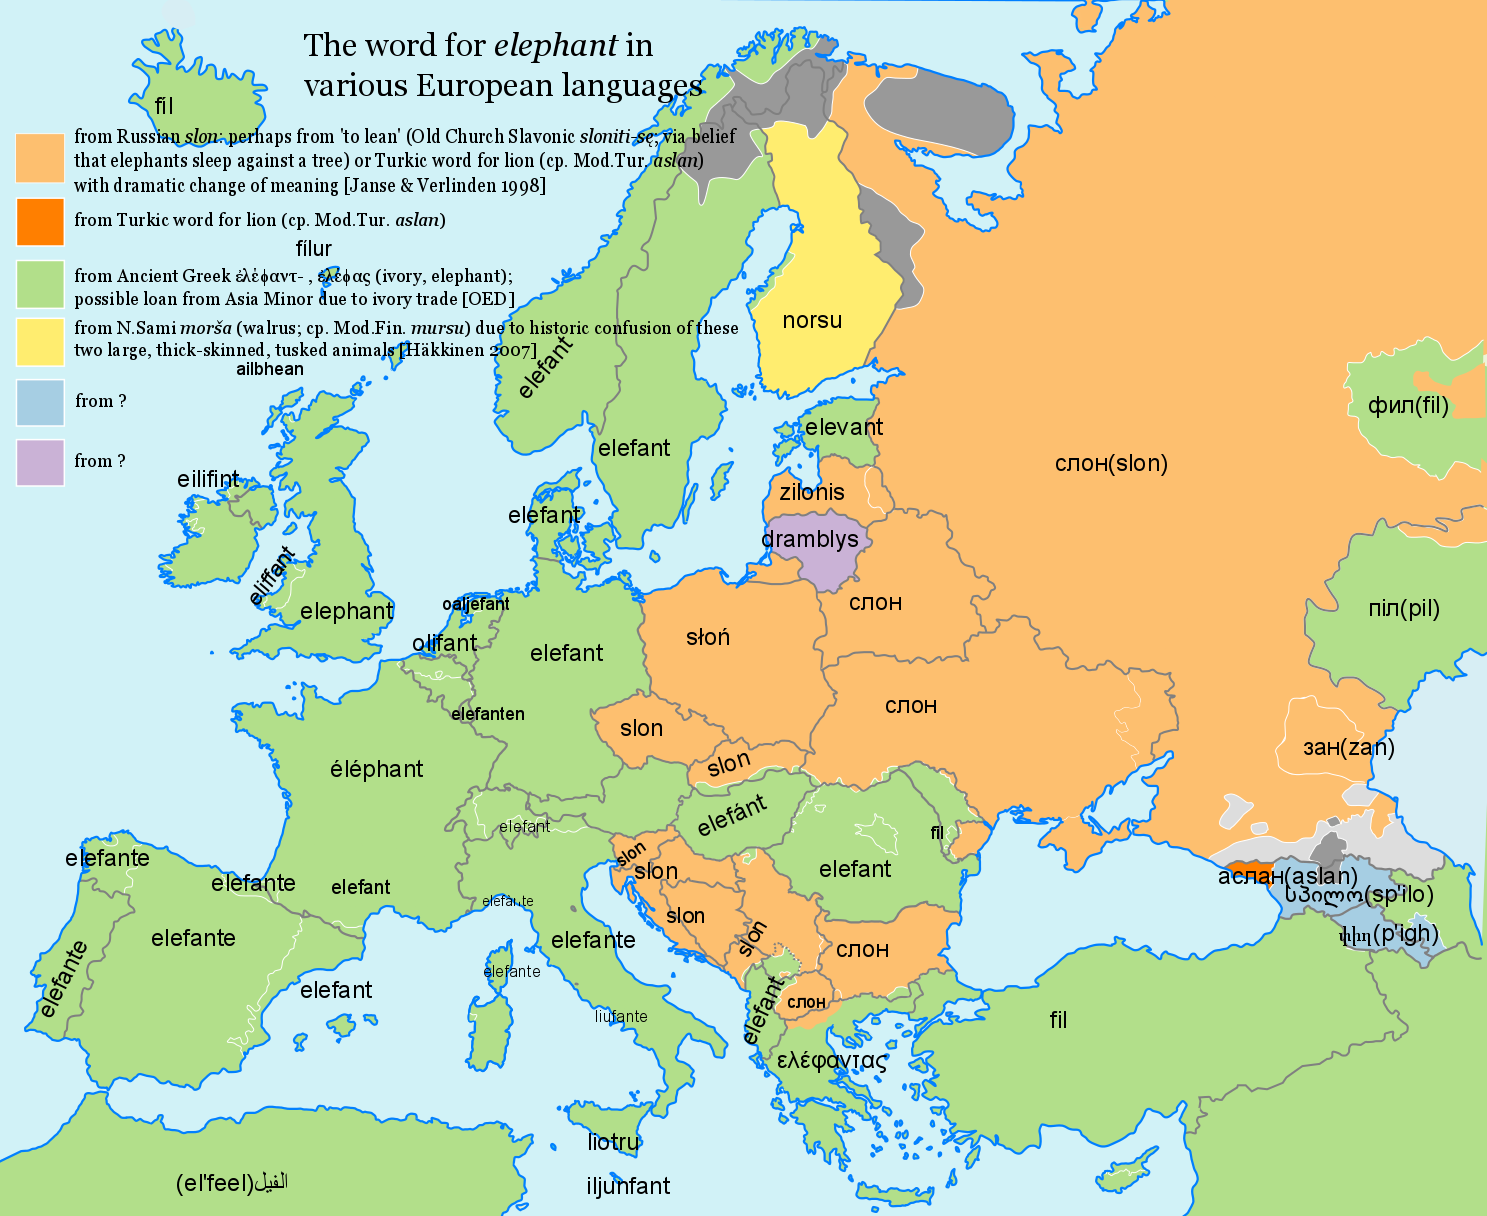 The word for elephant in
various European languages
from Russian slon: perhaps from 'to lean' (Old Church Slavonic sloniti-sę; via belief
that elephants sleep against a tree) or Turkic word for lion (cp. Mod.Tur. aslan)
with dramatic change of meaning [Janse & Verlinden 1998]
from Turkic word for lion (cp. Mod.Tur. aslan)
from Ancient Greek ἐλέφαντ- , ἐλέφας (ivory, elephant);
possible loan from Asia Minor due to ivory trade [OED]
from N.Sami morša (walrus; cp. Mod.Fin. mursu) due to historic confusion of these
two large, thick-skinned, tusked animals [Häkkinen 2007]
from ?
from ?
fíl
fílur
norsu
elefant
ailbhean
фил(fil)
elevant
elefant
слон(slon)
eilifint
zilonis
elefant
dramblys
eliffant
oaljefant
слон
elephant
піл(pil)
słoń
olifant
elefant
слон
elefanten
slon
зан(zan)
slon
éléphant
elefánt
elefant
fil
slon
elefante
slon
elefant
аслан(aslan)
elefante
elefant
სპილო(sp'ilo)
slon
elefante
փիղ(p'igh)
elefante
elefante
slon
слон
elefante
elefante
elefant
слон
elefant
liufante
fil
ελέφαντας
liotru
الفيل(el'feel)
iljunfant